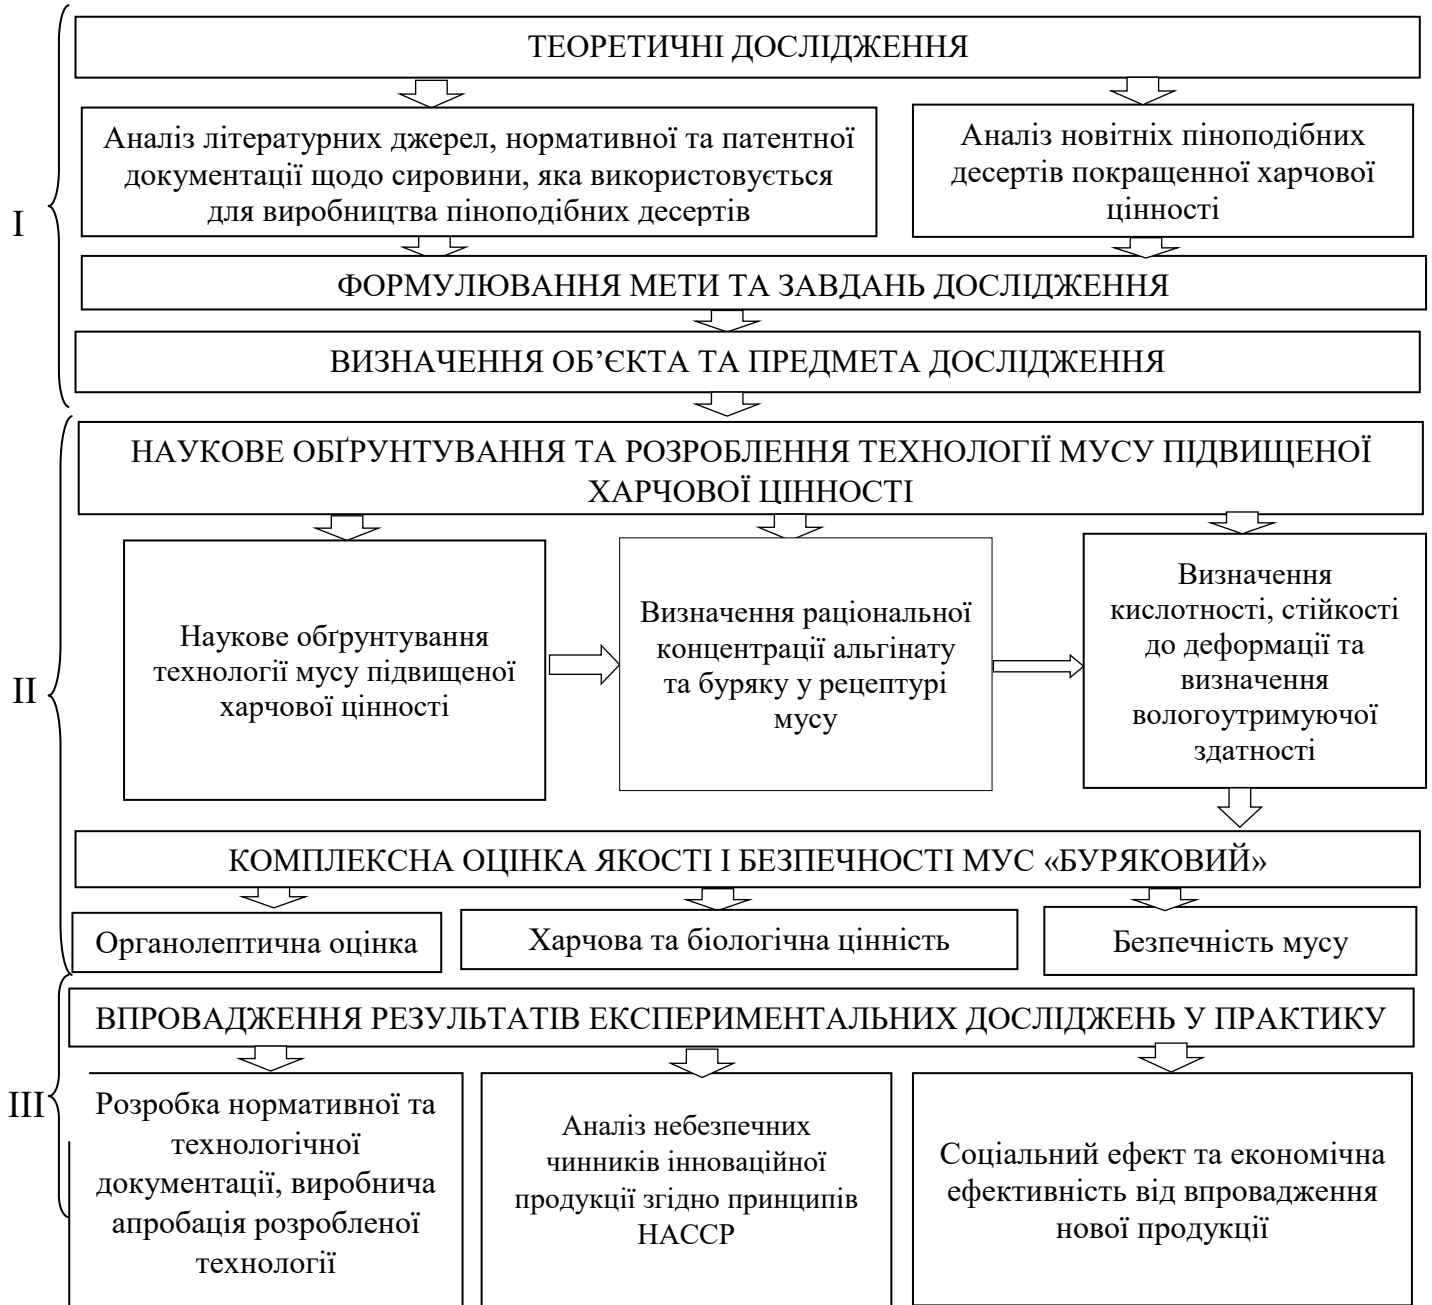 ТЕОРЕТИЧНІ ДОСЛІДЖЕННЯ
Аналіз літературних джерел, нормативної та патентної
документації щодо сировини, яка використовується
для виробництва піноподібних десертів
Аналіз новітніх піноподібних
десертів покращенної харчової
цінності
I
ФОРМУЛЮВАННЯ МЕТИ ТА ЗАВДАНЬ ДОСЛІДЖЕННЯ
ВИЗНАЧЕННЯ ОБ’ЄКТА ТА ПРЕДМЕТА ДОСЛІДЖЕННЯ
НАУКОВЕ ОБҐРУНТУВАННЯ ТА РОЗРОБЛЕННЯ ТЕХНОЛОГІЇ МУСУ ПІДВИЩЕНОЇ
ХАРЧОВОЇ ЦІННОСТІ
II
Наукове обґрунтування
технології мусу підвищеної
харчової цінності
Визначення раціональної
концентрації альгінату
та буряку у рецептурі
мусу
Визначення
кислотності, стійкості
до деформації та
визначення
вологоутримуючої
здатності
КОМПЛЕКСНА ОЦІНКА ЯКОСТІ І БЕЗПЕЧНОСТІ МУС «БУРЯКОВИЙ»
Органолептична оцінка
Харчова та біологічна цінність
Безпечність мусу
ВПРОВАДЖЕННЯ РЕЗУЛЬТАТІВ ЕКСПЕРИМЕНТАЛЬНИХ ДОСЛІДЖЕНЬ У ПРАКТИКУ
III
Розробка нормативної та
технологічної
документації, виробнича
апробація розробленої
технології
Аналіз небезпечних
чинників інноваційної
продукції згідно принципів
НАССР
Соціальний ефект та економічна
ефективність від впровадження
нової продукції